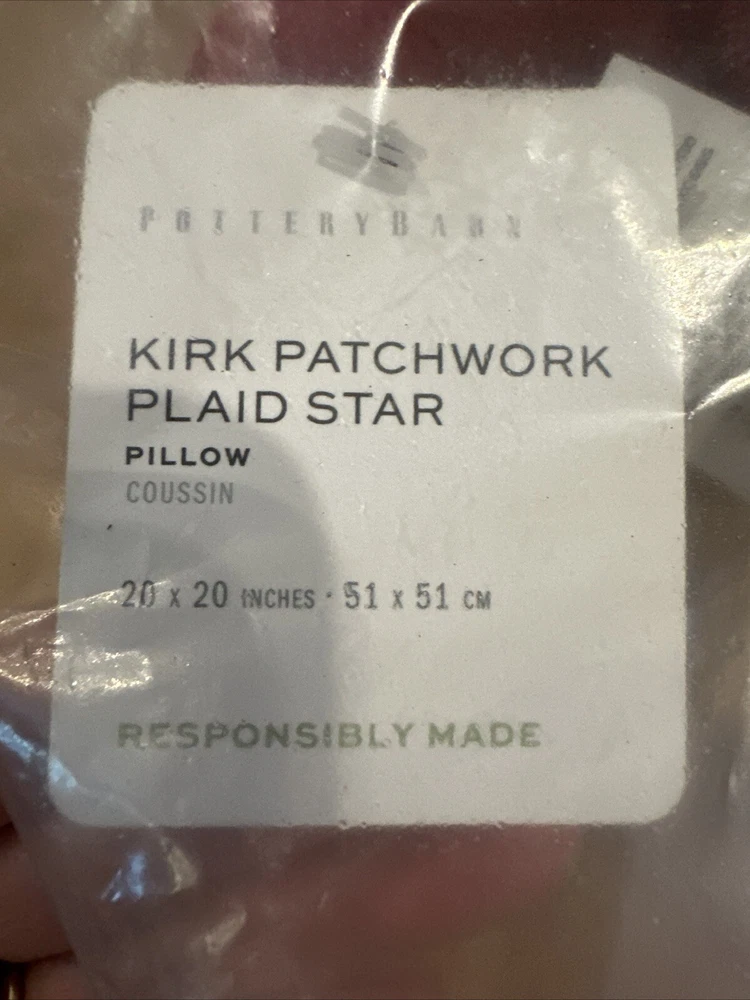 POTTERYBARN
KIRK PATCHWORK
PLAID STAR
PILLOW
COUSSIN
20 X 20 INCHES · 51 X 51 CM
RESPONSIBLY MADE